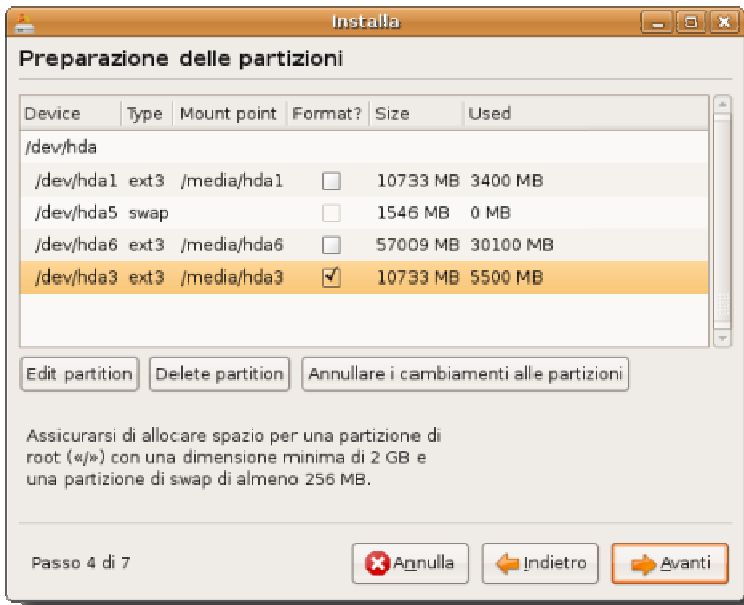 Installa
Preparazione delle partizioni
Device Type Mount point Format? Size Used
/dev/hda
/dev/hda1 ext3 /media/hda1 10733 MB 3400 MB
/dev/hda5 swap 1546 MB 0 MB
/dev/hda6 ext3 /media/hda6 57009 MB 30100 MB
/dev/hda3 ext3 /media/hda3 10733 MB 5500 MB
Edit partition Delete partition Annullare i cambiamenti alle partizioni
Assicurarsi di allocare spazio per una partizione di
root («/») con una dimensione minima di 2 GB e
una partizione di swap di almeno 256 MB.
Passo 4 di 7 Annulla Indietro Avanti